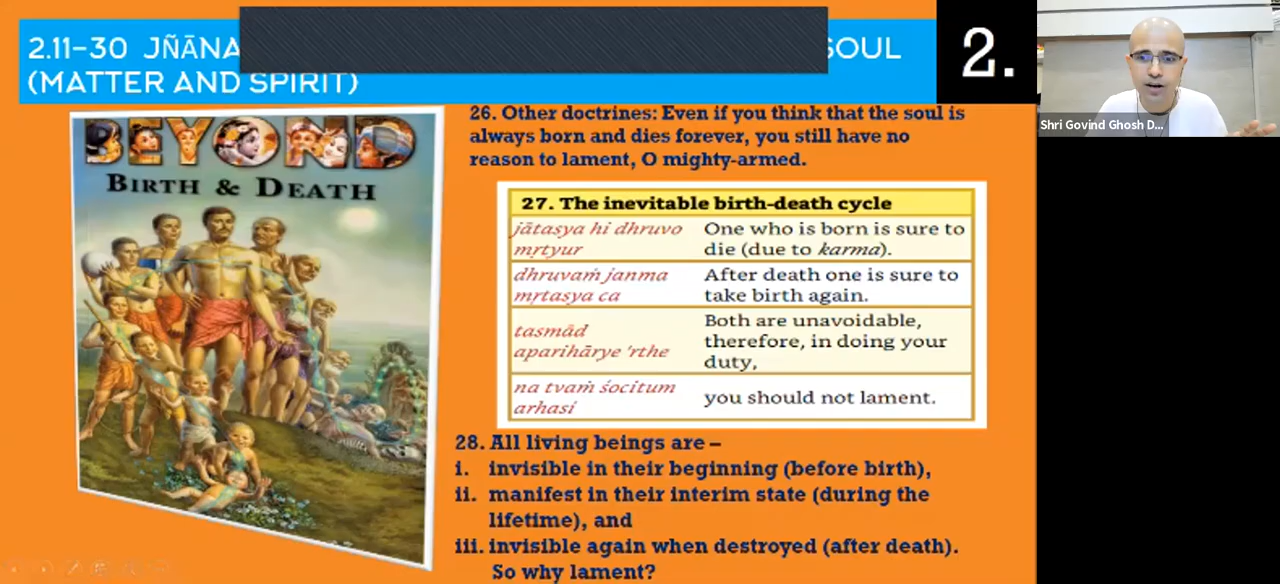 2.11–30 JÑĀNA SOUL
(MATTER AND SPIRIT)
2.
Shri Govind Ghosh D...
BEYOND
BIRTH & DEATH
26. Other doctrines: Even if you think that the soul is
always born and dies forever, you still have no
reason to lament, O mighty-armed.
27. The inevitable birth-death cycle
jātasya hi dhruvo
mṛtyur
One who is born is sure to
die (due to karma).
dhruvaṁ janma
mṛtasya ca
After death one is sure to
take birth again.
tasmād
aparihārye 'rthe
Both are unavoidable,
therefore, in doing your
duty,
na tvaṁ śocitum
arhasi
you should not lament.
28. All living beings are –
i. invisible in their beginning (before birth),
ii. manifest in their interim state (during the
lifetime), and
iii. invisible again when destroyed (after death).
So why lament?